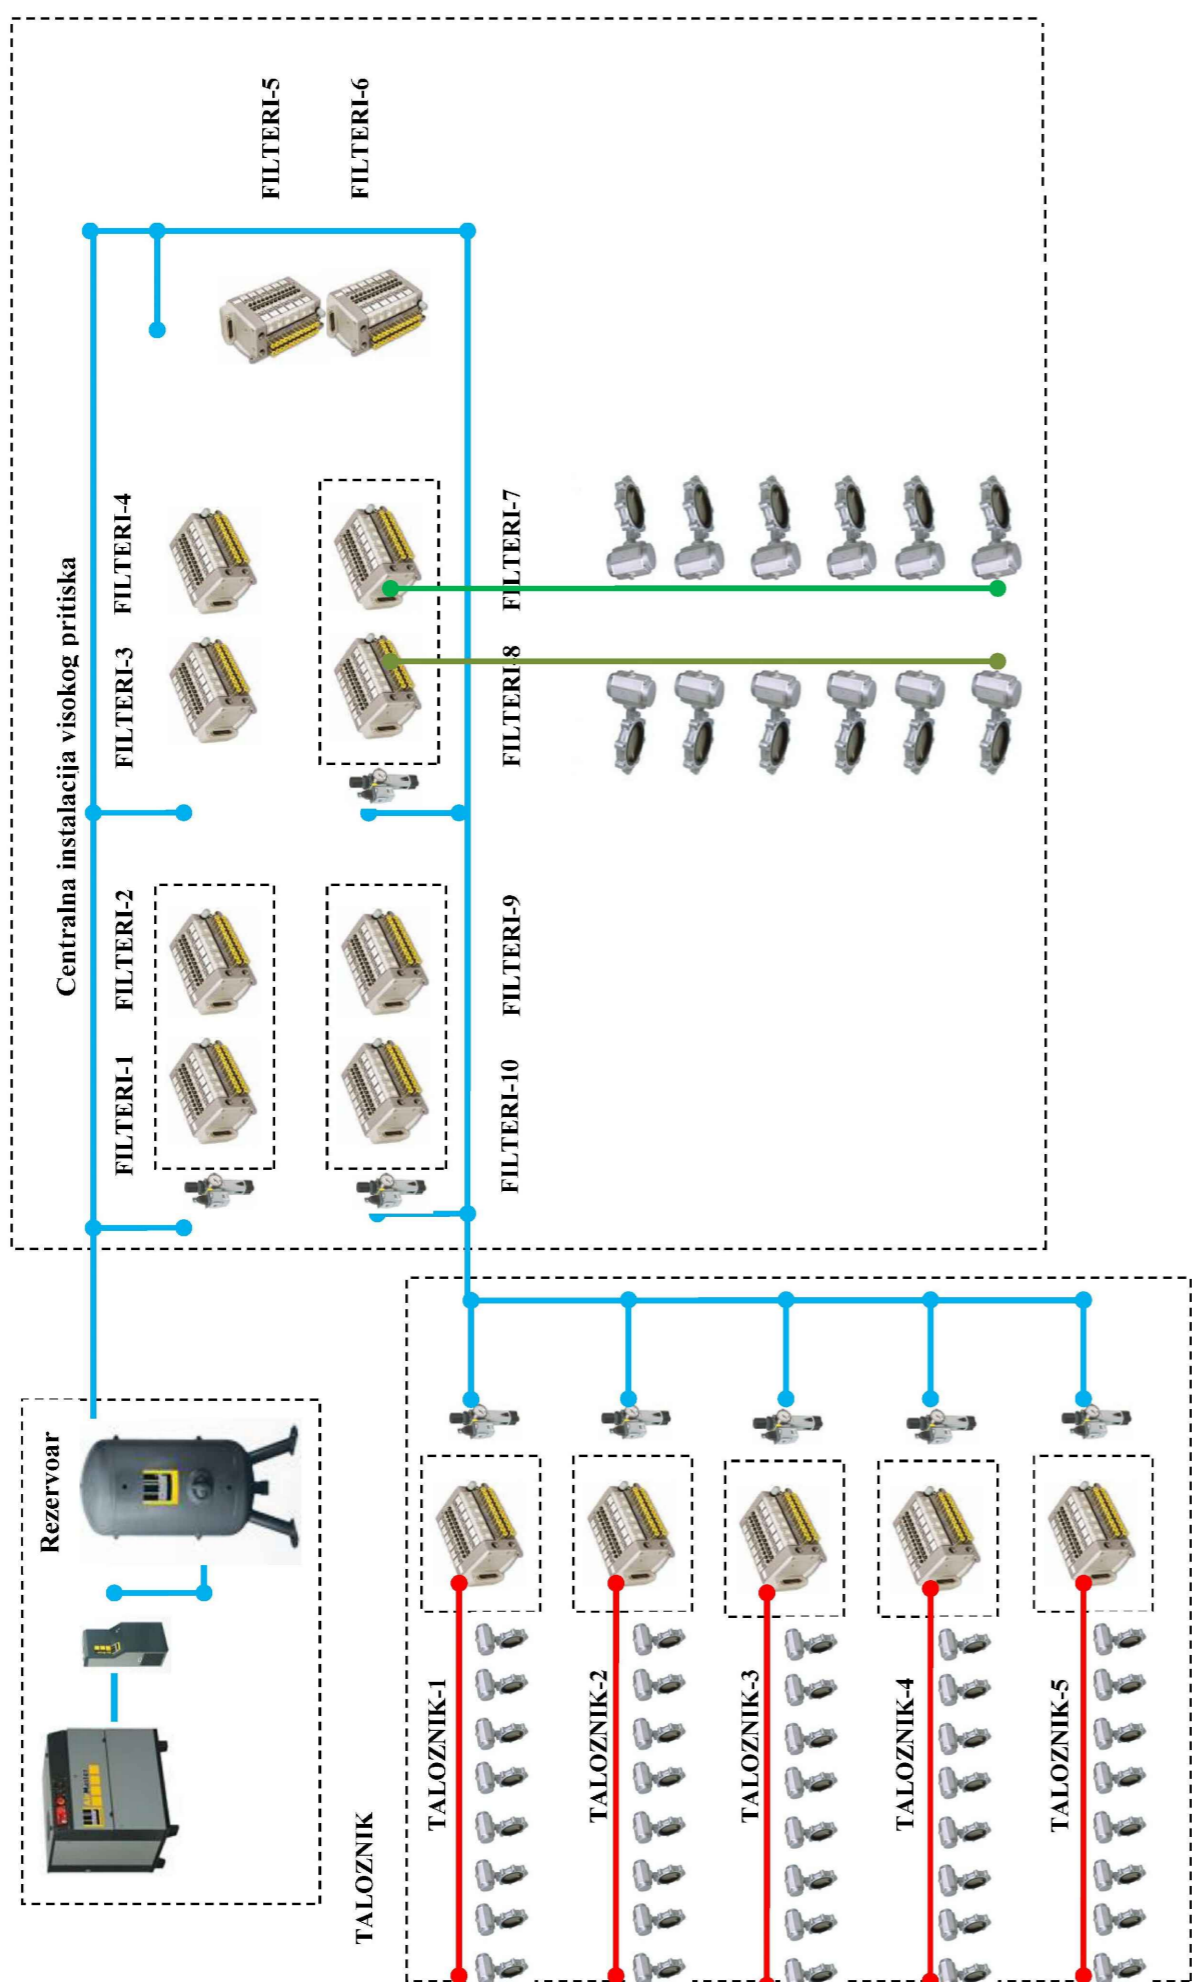 Centralna instalacija visokog pritiska
FILTERI-1
FILTERI-2
FILTERI-3
FILTERI-4
FILTERI-5
FILTERI-6
FILTERI-7
FILTERI-8
FILTERI-9
FILTERI-10
Rezervoar
TALOZNIK
TALOZNIK-1
TALOZNIK-2
TALOZNIK-3
TALOZNIK-4
TALOZNIK-5